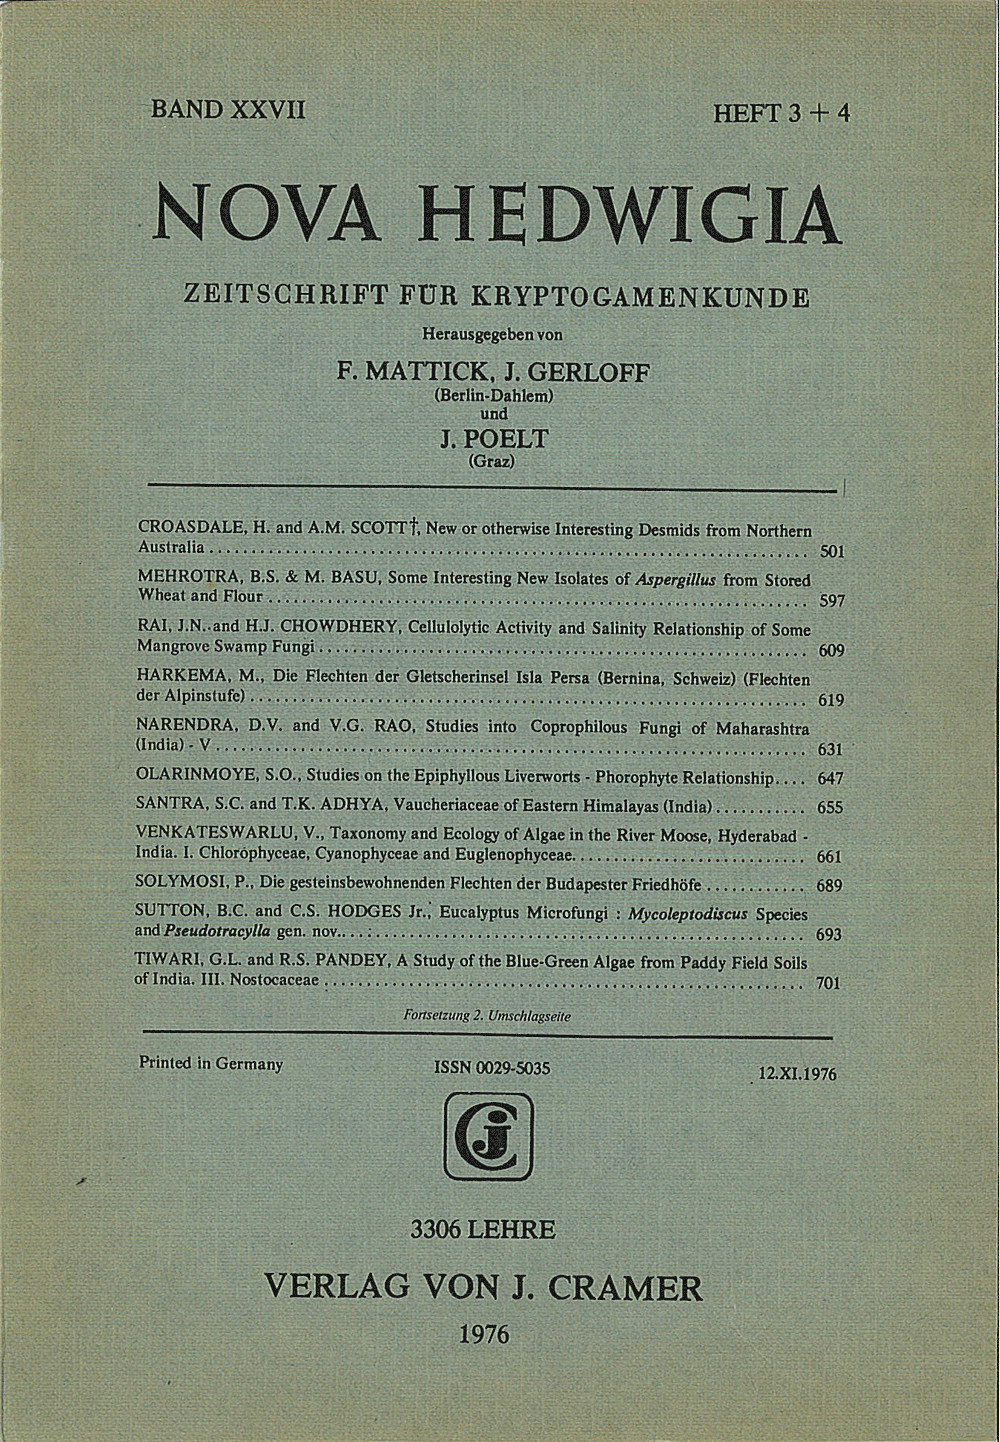 BAND XXVII
HEFT 3 + 4
NOVA HEDWIGIA
ZEITSCHRIFT FÜR KRYPTOGAMENKUNDE
Herausgegeben von
F. MATTICK, J. GERLOFF
(Berlin-Dahlem)
und
J. POELT
(Graz)
CROASDALE, H. and A.M. SCOTT†, New or otherwise Interesting Desmids from Northern
Australia 501
MEHROTRA, B.S. & M. BASU, Some Interesting New Isolates of Aspergillus from Stored
Wheat and Flour 597
RAI, J.N. and H.J. CHOWDHERY, Cellulolytic Activity and Salinity Relationship of Some
Mangrove Swamp Fungi 609
HARKEMA, M., Die Flechten der Gletscherinsel Isla Persa (Bernina, Schweiz) (Flechten
der Alpinstufe) 619
NARENDRA, D.V. and V.G. RAO, Studies into Coprophilous Fungi of Maharashtra
(India) - V 631
OLARINMOYE, S.O., Studies on the Epiphyllous Liverworts - Phorophyte Relationship.... 647
SANTRA, S.C. and T.K. ADHYA, Vaucheriaceae of Eastern Himalayas (India) 655
VENKATESWARLU, V., Taxonomy and Ecology of Algae in the River Moose, Hyderabad -
India. I. Chlorophyceae, Cyanophyceae and Euglenophyceae. 661
SOLYMOSI, P., Die gesteinsbewohnenden Flechten der Budapester Friedhöfe 689
SUTTON, B.C. and C.S. HODGES Jr., Eucalyptus Microfungi : Mycoleptodiscus Species
and Pseudotracylla gen. nov. 693
TIWARI, G.L. and R.S. PANDEY, A Study of the Blue-Green Algae from Paddy Field Soils
of India. III. Nostocaceae 701
Fortsetzung 2. Umschlagseite
Printed in Germany
ISSN 0029-5035
12.XI.1976
3306 LEHRE
VERLAG VON J. CRAMER
1976